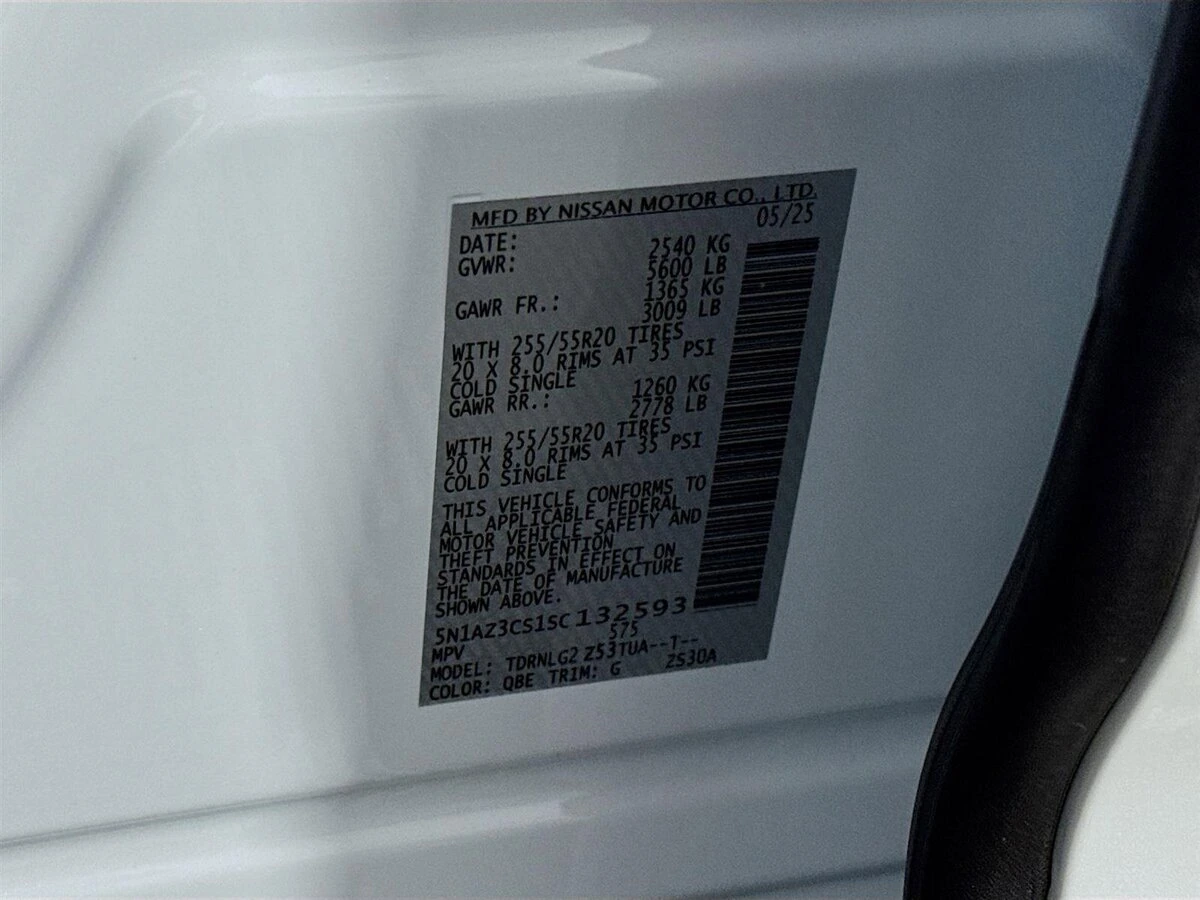 MFD BY NISSAN MOTOR CO., LTD.
DATE: 05/25
GVWR: 2540 KG
5600 LB
GAWR FR.: 1365 KG
3009 LB
WITH 255/55R20 TIRES
20 X 8.0 RIMS AT 35 PSI
COLD SINGLE
GAWR RR.: 1260 KG
2778 LB
WITH 255/55R20 TIRES
20 X 8.0 RIMS AT 35 PSI
COLD SINGLE
THIS VEHICLE CONFORMS TO
ALL APPLICABLE FEDERAL
MOTOR VEHICLE SAFETY AND
THEFT PREVENTION
STANDARDS IN EFFECT ON
THE DATE OF MANUFACTURE
SHOWN ABOVE.
5N1AZ3CS1SC132593
MPV 575
MODEL: TDRNLG2 Z53TUA--T--
COLOR: QBE TRIM: G ZS30A